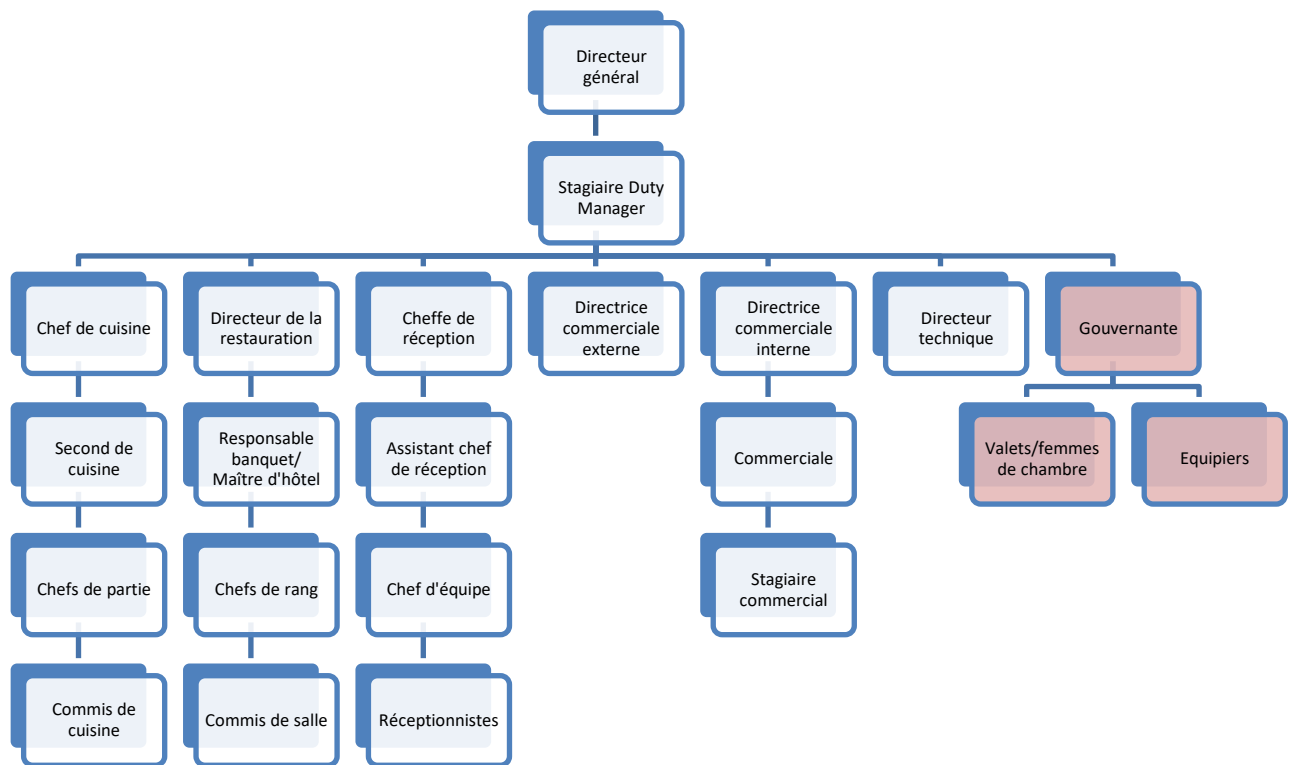 Directeur
général
Stagiaire Duty
Manager
Chef de cuisine
Directeur de la
restauration
Cheffe de
réception
Directrice
commerciale
externe
Directrice
commerciale
interne
Directeur
technique
Gouvernante
Second de
cuisine
Responsable
banquet/
Maître d'hôtel
Assistant chef
de réception
Commerciale
Valets/femmes
de chambre
Equipiers
Chefs de partie
Chefs de rang
Chef d'équipe
Stagiaire
commercial
Commis de
cuisine
Commis de salle
Réceptionnistes